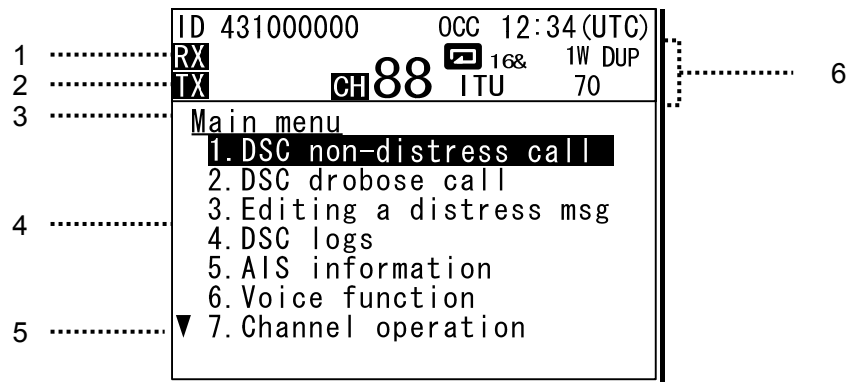 ID 431000000 OCC 12:34(UTC)
1 RX 16& 1W DUP
2 TX CH 88 ITU 70
6
3 Main menu
1.DSC non-distress call
2.DSC drobose call
3.Editing a distress msg
4 4.DSC logs
5.AIS information
6.Voice function
5 ▼ 7.Channel operation